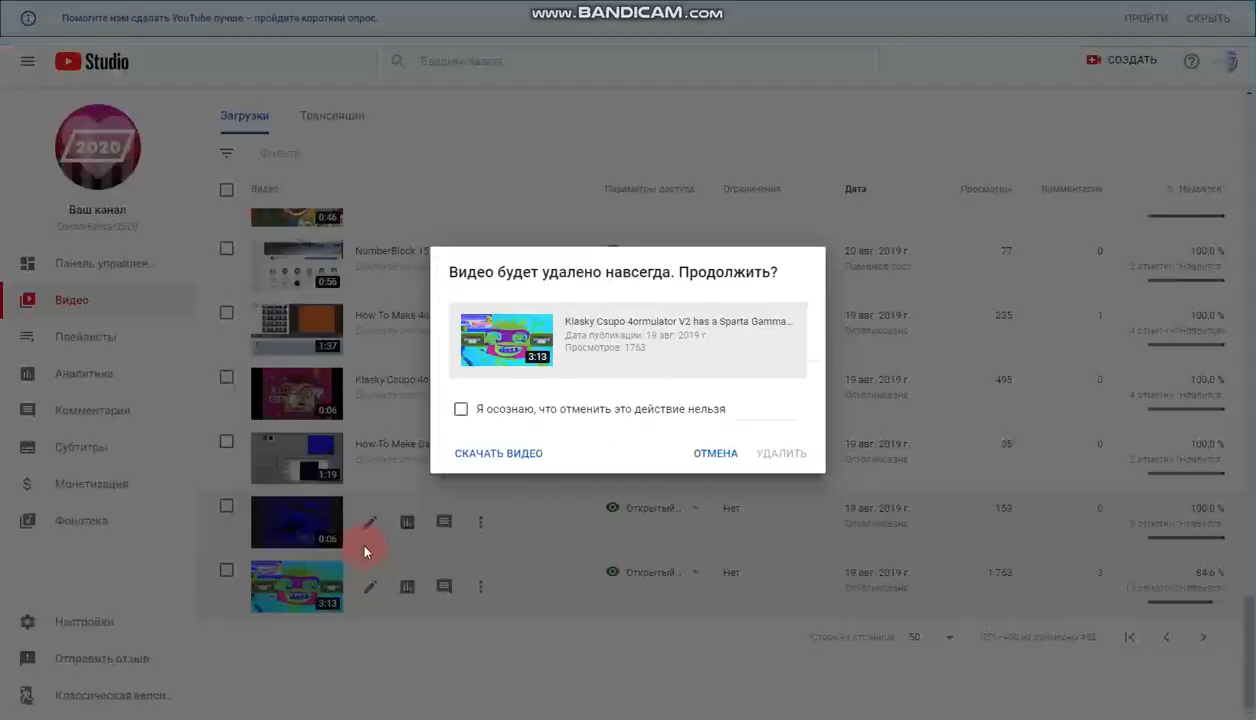 www.BANDICAM.com
Помогите нам сделать YouTube лучше – пройдите короткий опрос.
ПРОЙТИ
СКРЫТЬ
Studio
СОЗДАТЬ
2020
Ваш канал
Загрузки
Трансляции
Фильтр
Видео
Параметры доступа
Ограничения
Дата
Просмотры
Комментарии
Нравится
Панель управлен...
Видео
Плейлисты
Аналитика
Комментарии
Субтитры
Монетизация
Фонотека
Настройки
Отправить отзыв
Классическая верси...
0:46
NumberBlock 15
0:56
20 авг. 2019 г.
77
0
100,0 %
How To Make 4o
1:37
19 авг. 2019 г.
235
1
100,0 %
Опубликовано
Klasky Csupo 4o
0:06
19 авг. 2019 г.
495
0
100,0 %
Опубликовано
How To Make Da
1:19
19 авг. 2019 г.
35
0
100,0 %
Опубликовано
0:06
Открытый...
Нет
19 авг. 2019 г.
159
0
100,0 %
Опубликовано
3:13
Открытый...
Нет
19 авг. 2019 г.
1 763
3
84,6 %
Опубликовано
Видео будет удалено навсегда. Продолжить?
Klasky Csupo 4ormulator V2 has a Sparta Gamma...
Дата публикации: 19 авг. 2019 г.
Просмотров: 1763
3:13
Я осознаю, что отменить это действие нельзя
СКАЧАТЬ ВИДЕО
ОТМЕНА
УДАЛИТЬ
Строк на странице:
50